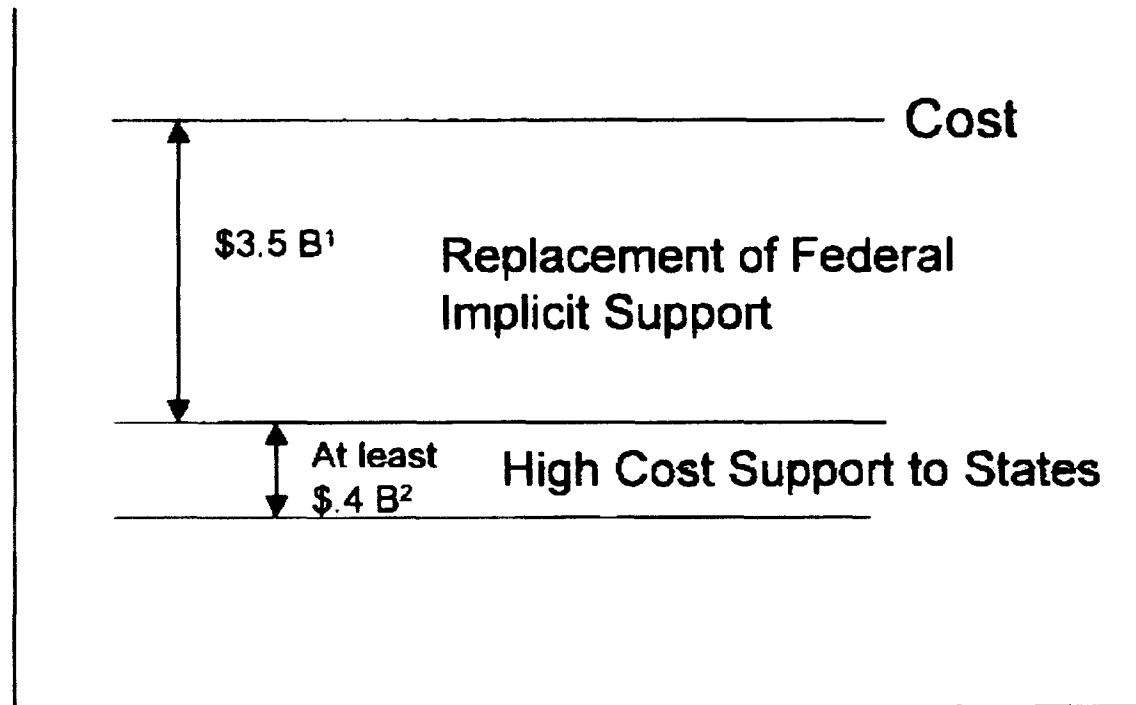 Cost
$3.5 B¹
Replacement of Federal
Implicit Support
At least
$.4 B²
High Cost Support to States